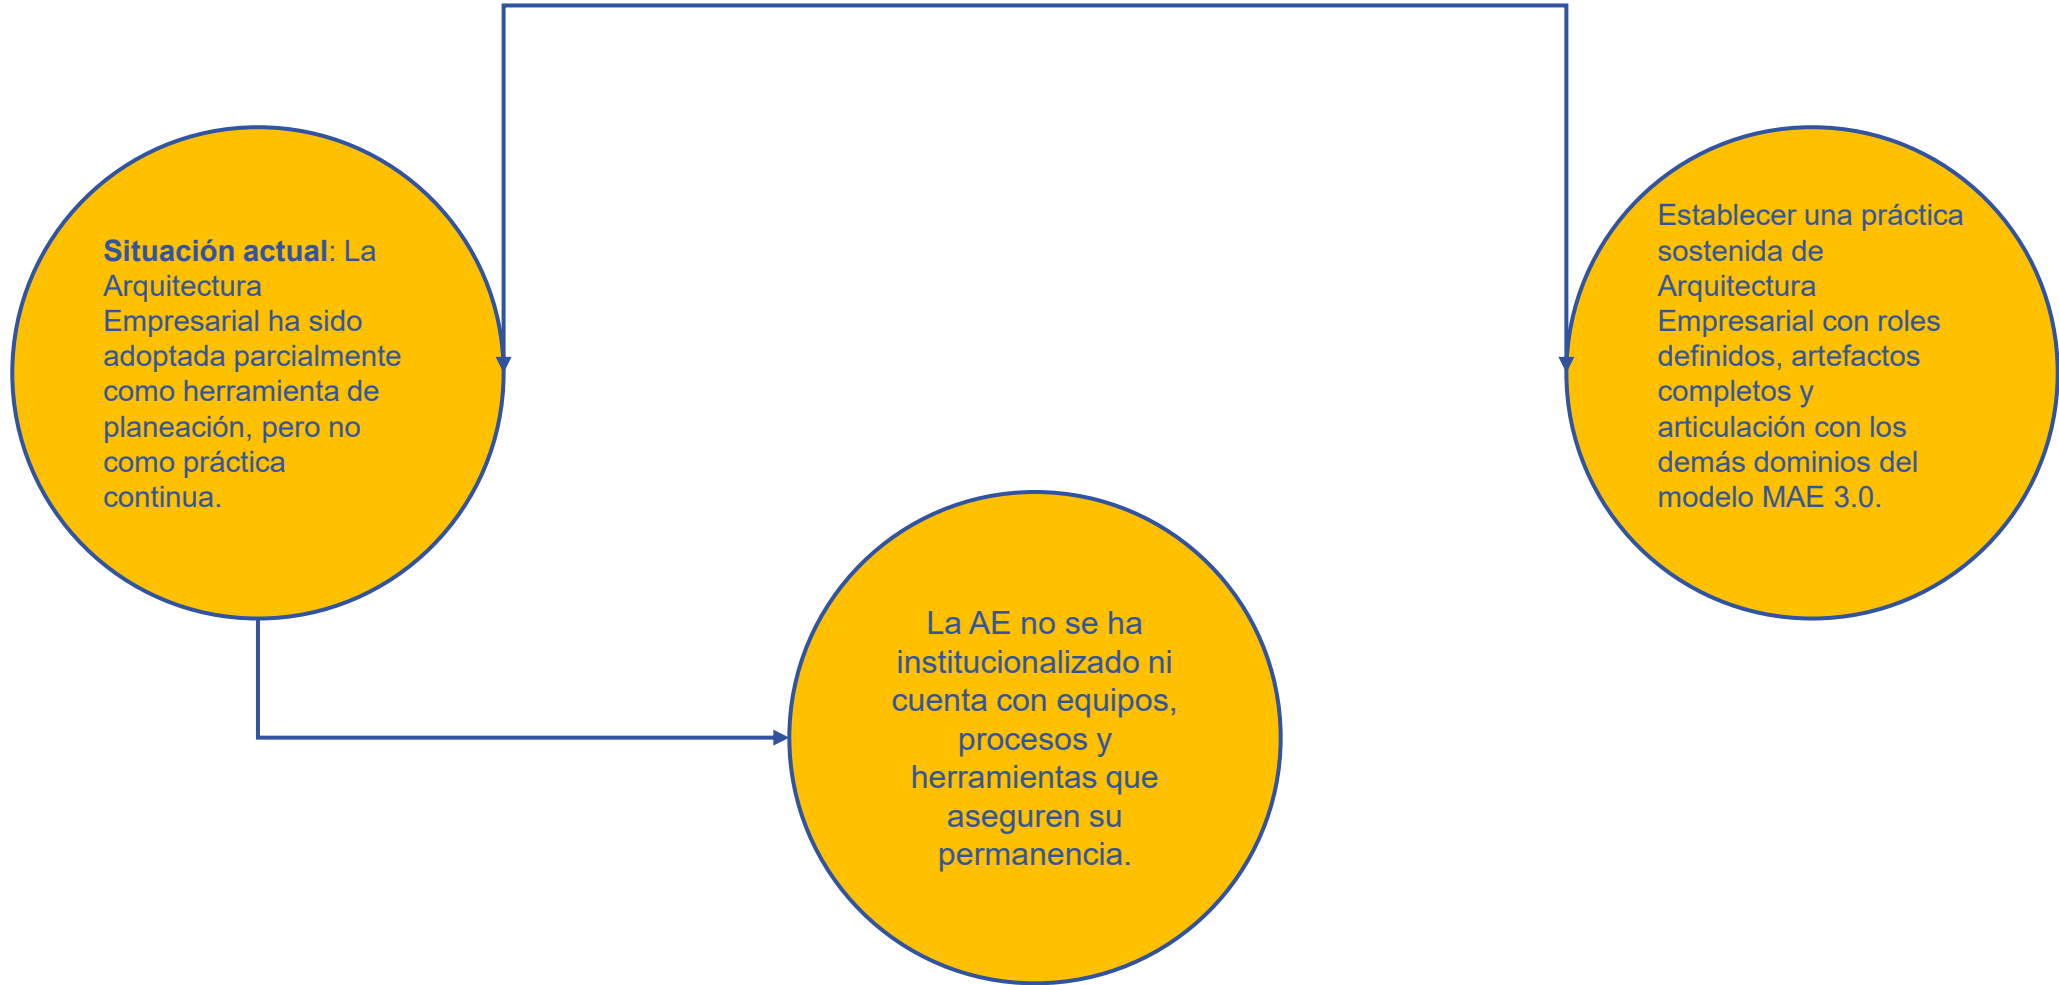 Situación actual: La
Arquitectura
Empresarial ha sido
adoptada parcialmente
como herramienta de
planeación, pero no
como práctica
continua.
La AE no se ha
institucionalizado ni
cuenta con equipos,
procesos y
herramientas que
aseguren su
permanencia.
Establecer una práctica
sostenida de
Arquitectura
Empresarial con roles
definidos, artefactos
completos y
articulación con los
demás dominios del
modelo MAE 3.0.